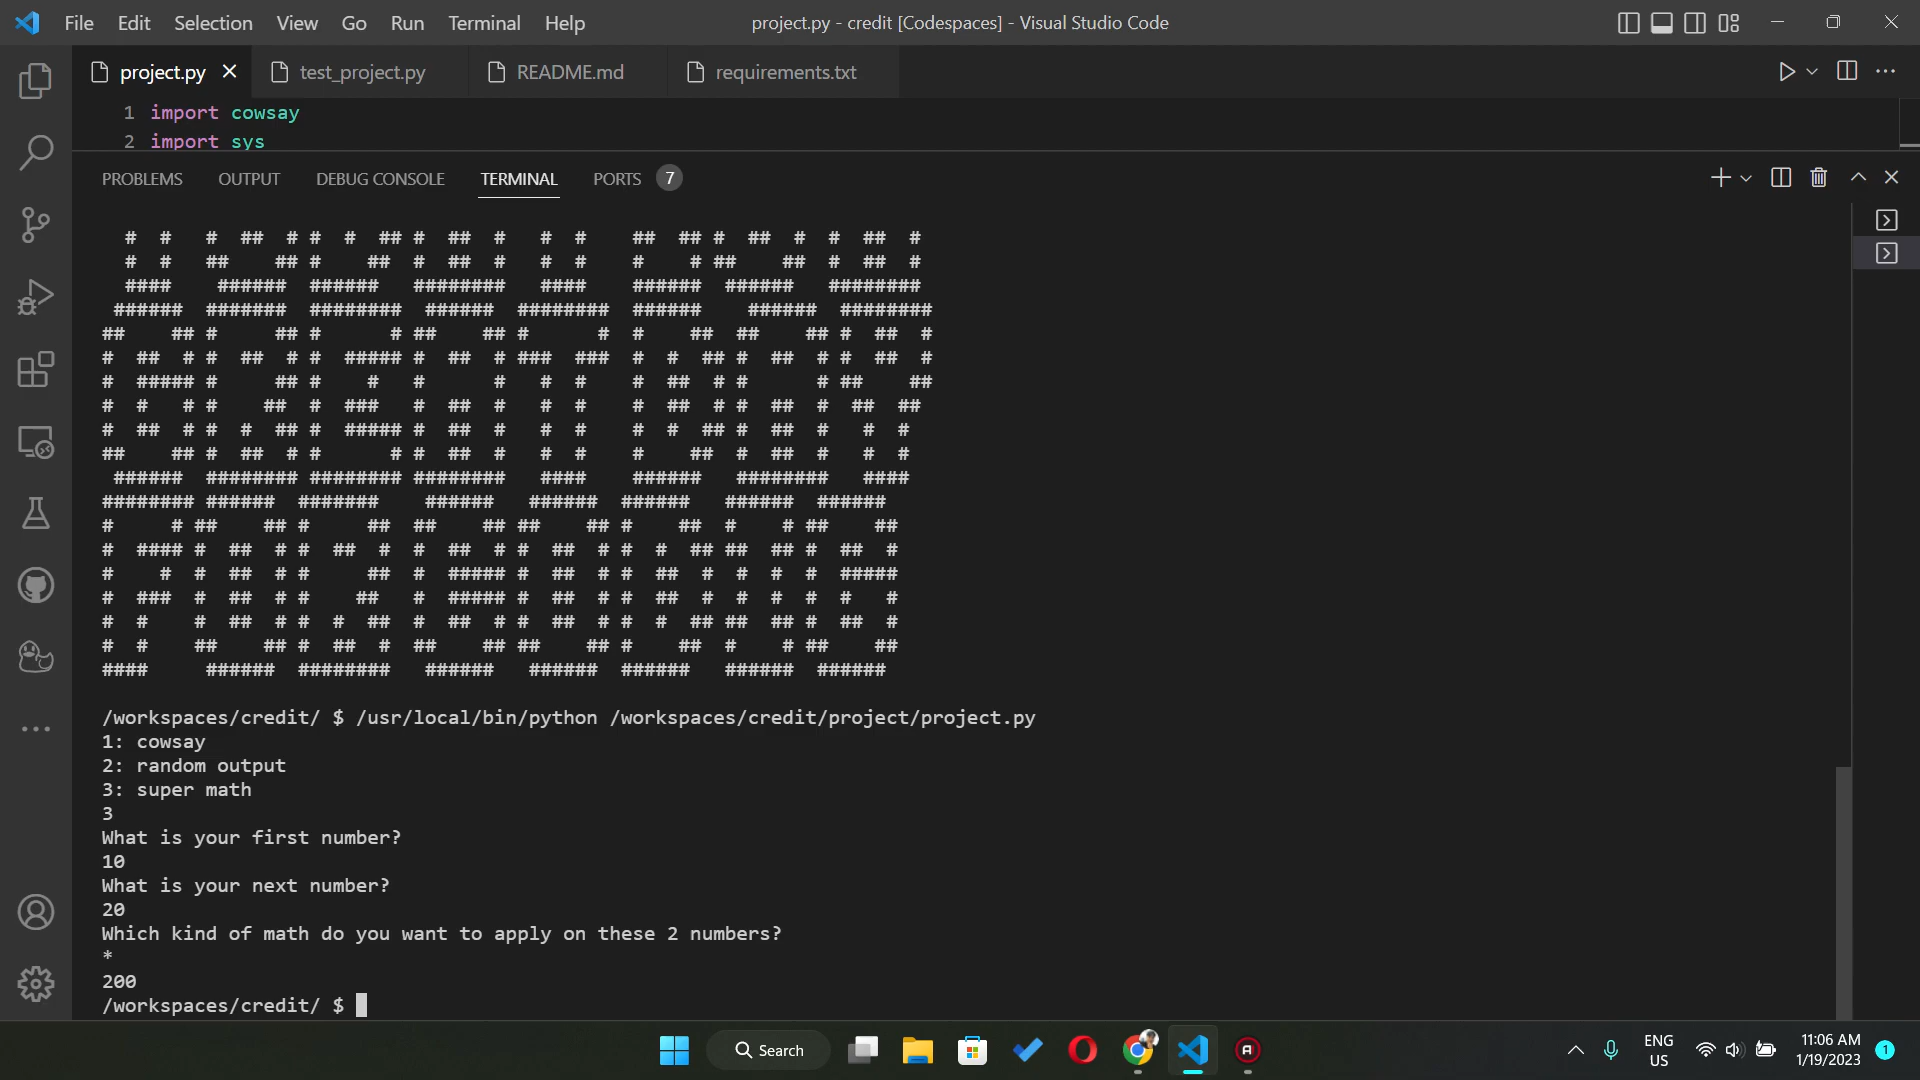 File Edit Selection View Go Run Terminal Help
project.py - credit [Codespaces] - Visual Studio Code
project.py test_project.py README.md requirements.txt
1 import cowsay
2 import sys
PROBLEMS OUTPUT DEBUG CONSOLE TERMINAL PORTS 7
/workspaces/credit/ $ /usr/local/bin/python /workspaces/credit/project/project.py
1: cowsay
2: random output
3: super math
3
What is your first number?
10
What is your next number?
20
Which kind of math do you want to apply on these 2 numbers?
*
200
/workspaces/credit/ $
Search
ENG
US
11:06 AM
1/19/2023
1